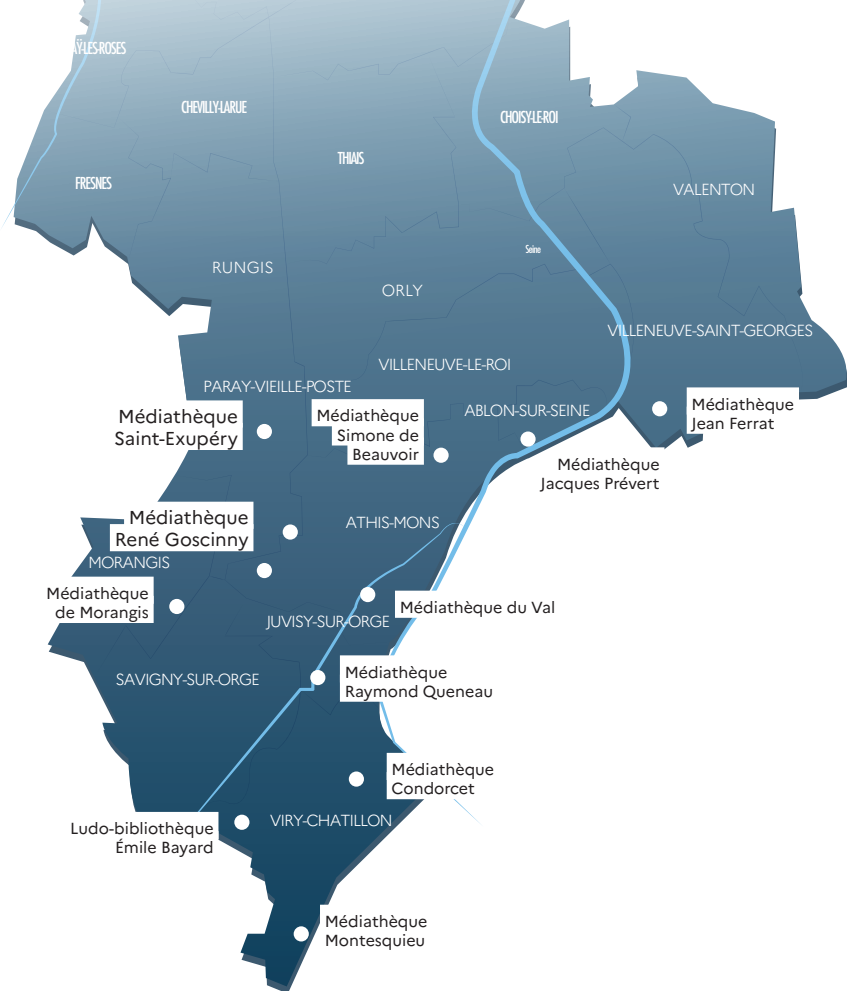 AŸ-LES-ROSES
CHEVILLY-LARUE
CHOISY-LE-ROI
THIAIS
FRESNES
VALENTON
Seine
RUNGIS
ORLY
VILLENEUVE-SAINT-GEORGES
VILLENEUVE-LE-ROI
PARAY-VIEILLE-POSTE
ABLON-SUR-SEINE
Médiathèque
Saint-Exupéry
Médiathèque
Simone de
Beauvoir
Médiathèque
Jean Ferrat
Médiathèque
Jacques Prévert
Médiathèque
René Goscinny
ATHIS-MONS
MORANGIS
Médiathèque
de Morangis
Médiathèque du Val
JUVISY-SUR-ORGE
SAVIGNY-SUR-ORGE
Médiathèque
Raymond Queneau
Médiathèque
Condorcet
VIRY-CHATILLON
Ludo-bibliothèque
Émile Bayard
Médiathèque
Montesquieu